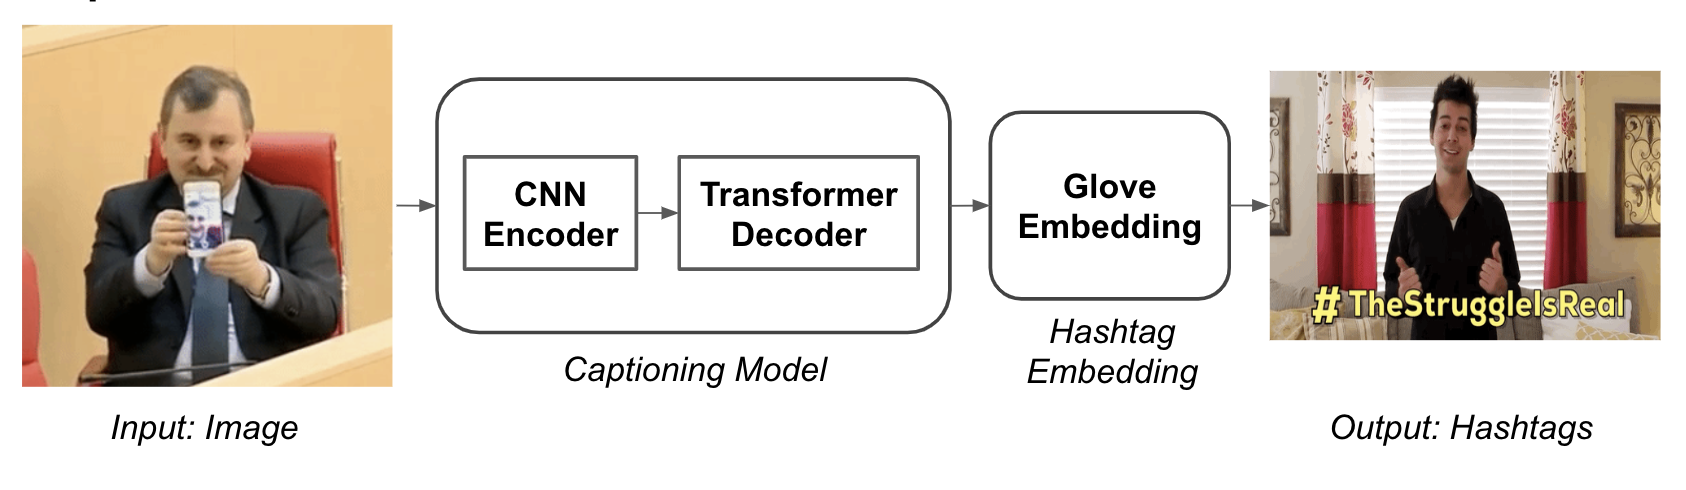 CNN
Encoder
Transformer
Decoder
Glove
Embedding
# TheStruggleIsReal
Hashtag
Embedding
Captioning Model
Input: Image
Output: Hashtags